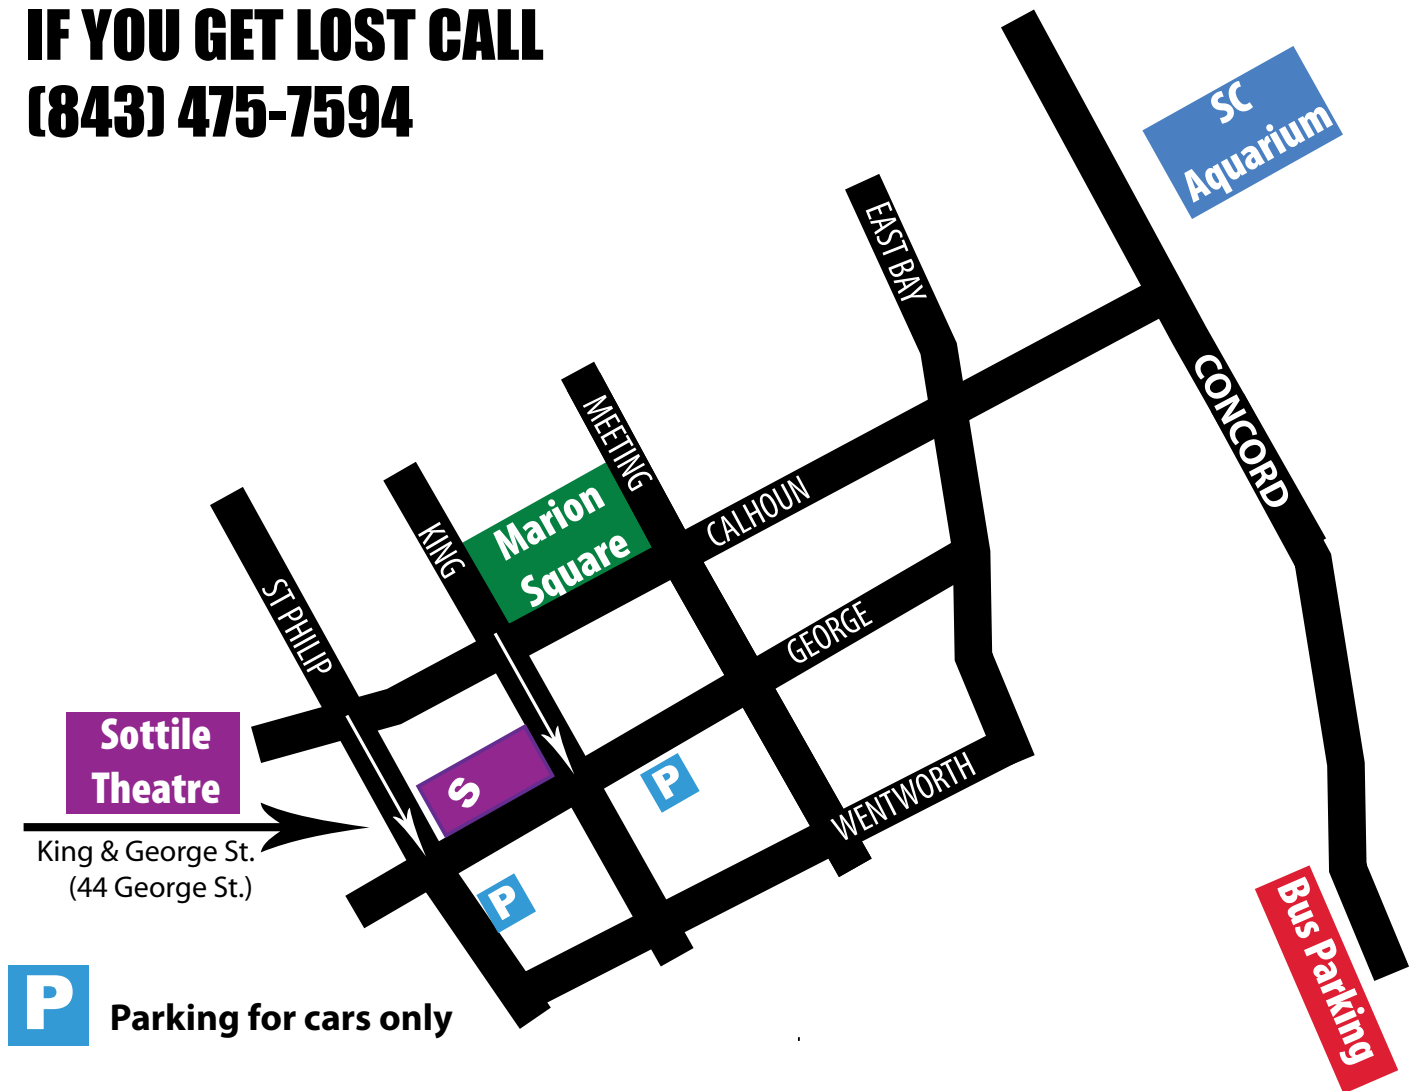 IF YOU GET LOST CALL
(843) 475-7594
SC
Aquarium
EAST BAY
CONCORD
MEETING
Marion
Square
KING
CALHOUN
ST PHILIP
GEORGE
Sottile
Theatre
S
P
WENTWORTH
King & George St.
(44 George St.)
P
Bus Parking
P
Parking for cars only